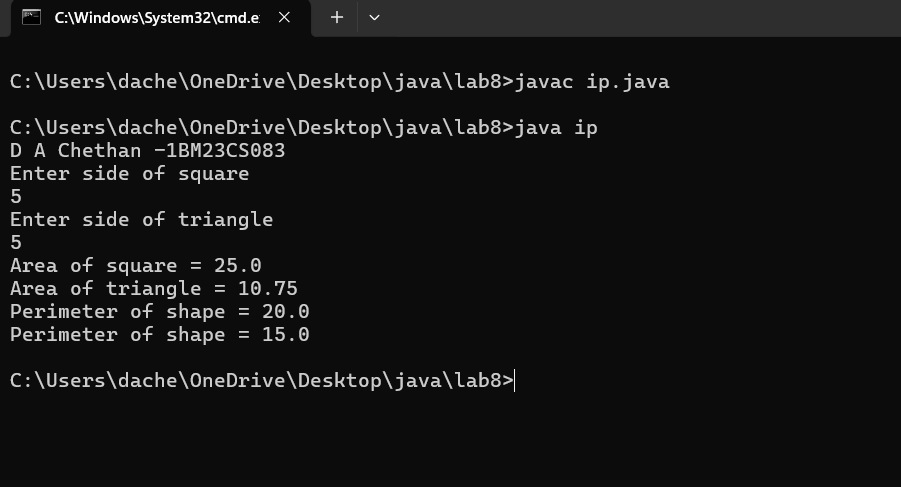 C:\Windows\System32\cmd.e
C:\Users\dache\OneDrive\Desktop\java\lab8>javac ip.java
C:\Users\dache\OneDrive\Desktop\java\lab8>java ip
D A Chethan -1BM23CS083
Enter side of square
5
Enter side of triangle
5
Area of square = 25.0
Area of triangle = 10.75
Perimeter of shape = 20.0
Perimeter of shape = 15.0
C:\Users\dache\OneDrive\Desktop\java\lab8>